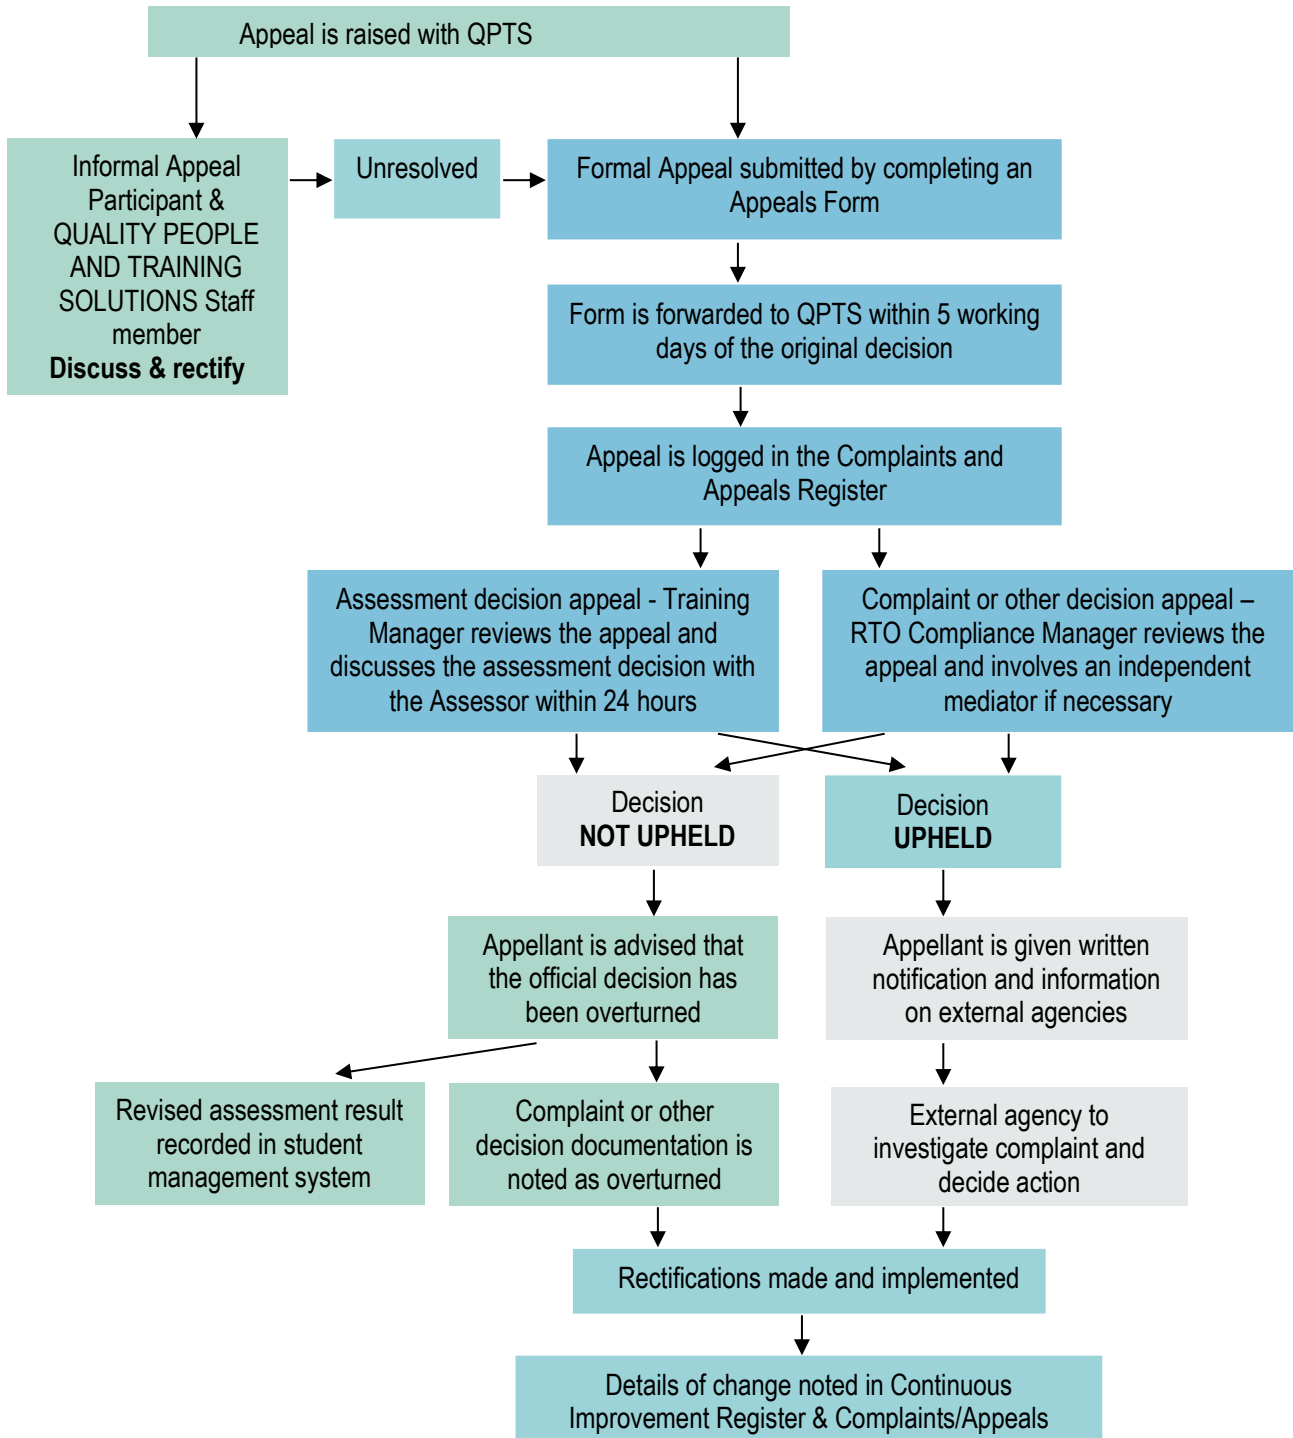 Appeal is raised with QPTS
Informal Appeal
Participant &
QUALITY PEOPLE
AND TRAINING
SOLUTIONS Staff
member
Discuss & rectify
Unresolved
Formal Appeal submitted by completing an
Appeals Form
Form is forwarded to QPTS within 5 working
days of the original decision
Appeal is logged in the Complaints and
Appeals Register
Assessment decision appeal - Training
Manager reviews the appeal and
discusses the assessment decision with
the Assessor within 24 hours
Complaint or other decision appeal –
RTO Compliance Manager reviews the
appeal and involves an independent
mediator if necessary
Decision
NOT UPHELD
Decision
UPHELD
Appellant is advised that
the official decision has
been overturned
Appellant is given written
notification and information
on external agencies
Revised assessment result
recorded in student
management system
Complaint or other
decision documentation is
noted as overturned
External agency to
investigate complaint and
decide action
Rectifications made and implemented
Details of change noted in Continuous
Improvement Register & Complaints/Appeals